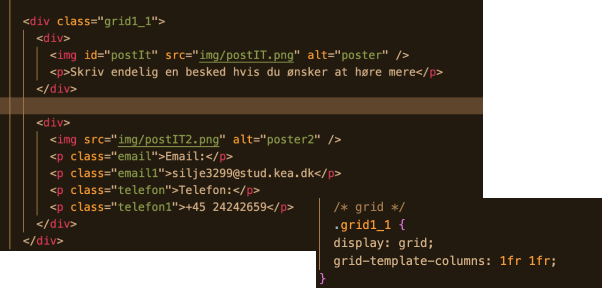 <div class="grid1_1">
<div>
<img id="postIt" src="img/postIT.png" alt="poster" />
<p>Skriv endelig en besked hvis du ønsker at høre mere</p>
</div>
<div>
<img src="img/postIT2.png" alt="poster2" />
<p class="email">Email:</p>
<p class="email1">silje3299@stud.kea.dk</p>
<p class="telefon">Telefon:</p>
<p class="telefon1">+45 24242659</p>
</div>
</div>
/* grid */
.grid1_1 {
display: grid;
grid-template-columns: 1fr 1fr;
}